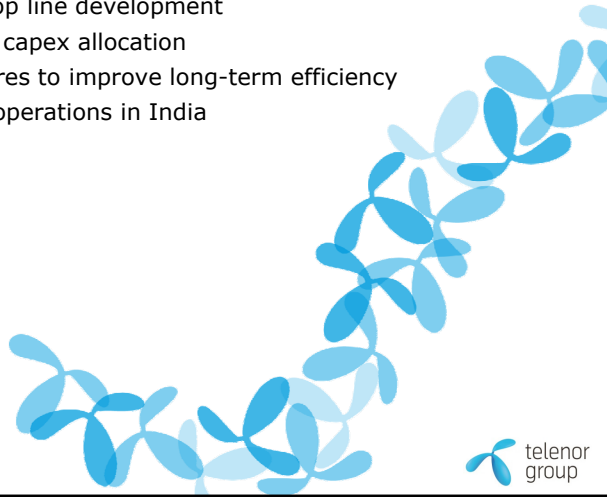 op line development
capex allocation
res to improve long-term efficiency
operations in India
telenor
group